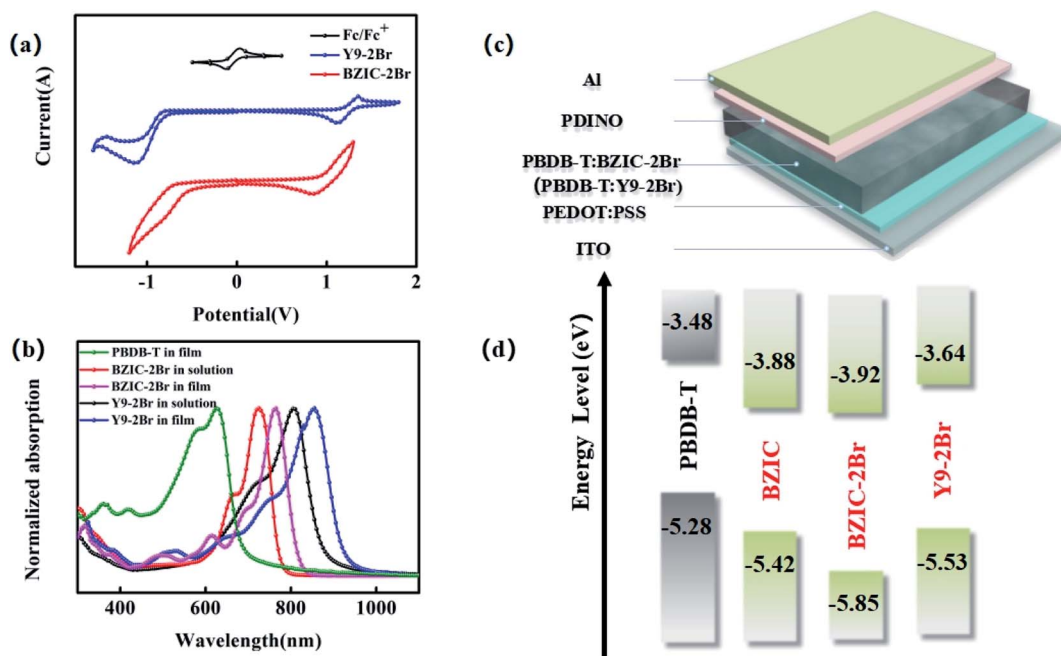 (a)
Fc/Fc⁺
Y9-2Br
BZIC-2Br
Current(A)
-1
0
1
2
Potential(V)
(b)
PBDB-T in film
BZIC-2Br in solution
BZIC-2Br in film
Y9-2Br in solution
Y9-2Br in film
Normalized absorption
400
600
800
1000
Wavelength(nm)
(c)
Al
PDINO
PBDB-T:BZIC-2Br
(PBDB-T:Y9-2Br)
PEDOT:PSS
ITO
(d)
Energy Level (eV)
-3.48
PBDB-T
-5.28
-3.88
BZIC
-5.42
-3.92
BZIC-2Br
-5.85
-3.64
Y9-2Br
-5.53